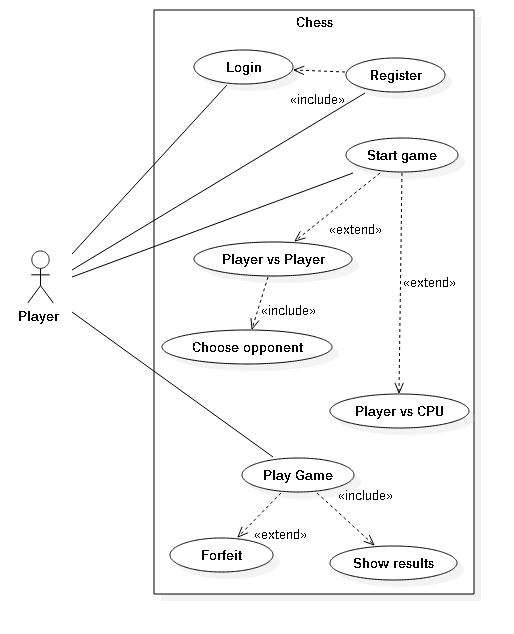 Chess
Login
Register
«include»
Start game
«extend»
Player vs Player
«extend»
«include»
Player
Choose opponent
Player vs CPU
Play Game
«include»
«extend»
Forfeit
Show results